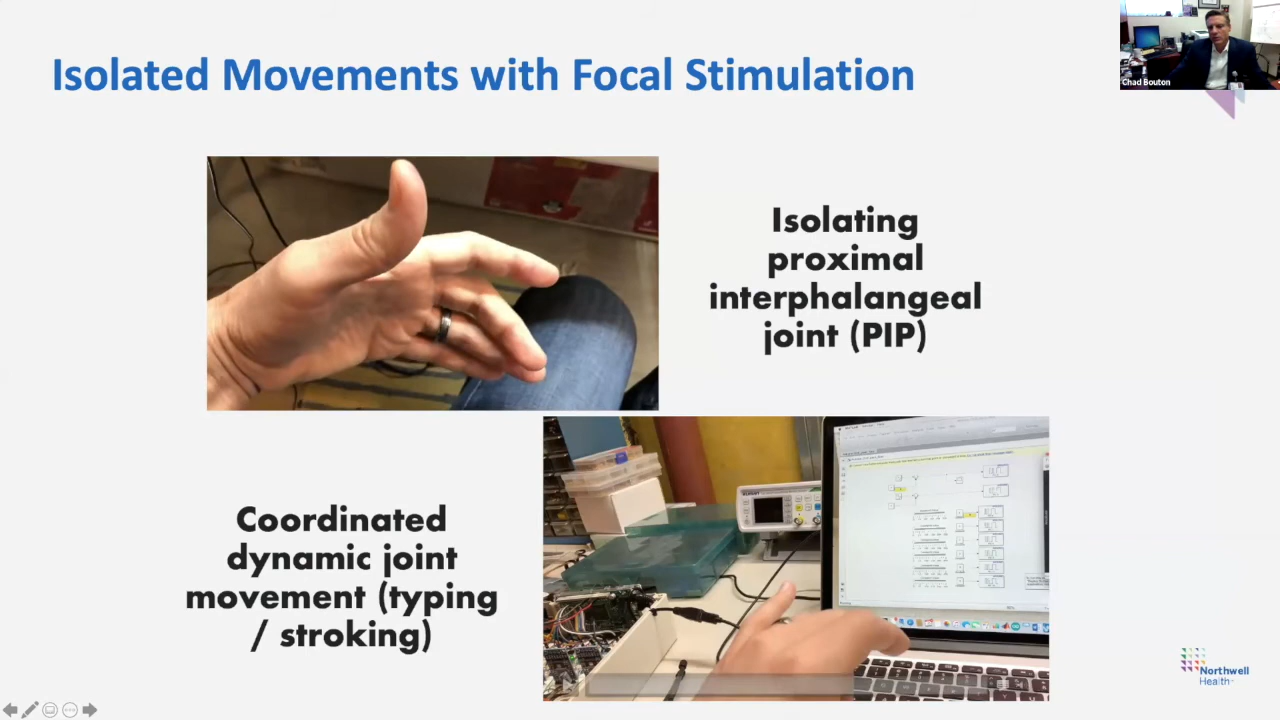 Isolated Movements with Focal Stimulation
Chad Bouton
Isolating
proximal
interphalangeal
joint (PIP)
Coordinated
dynamic joint
movement (typing
/ stroking)
Northwell
Health